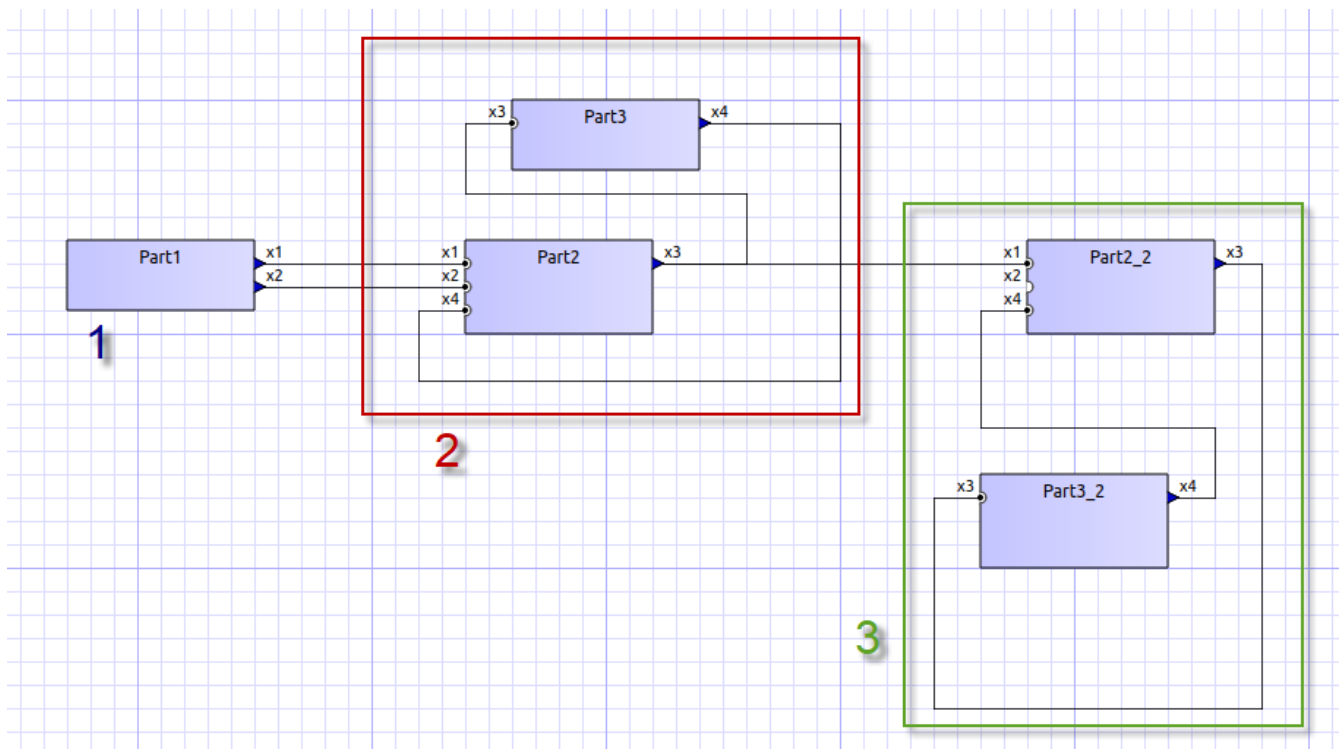 x3 Part3 x4
Part1 x1
x2
x1 Part2 x3
x2
x4
x1 Part2_2 x3
x2
x4
1
2
x3 Part3_2 x4
3